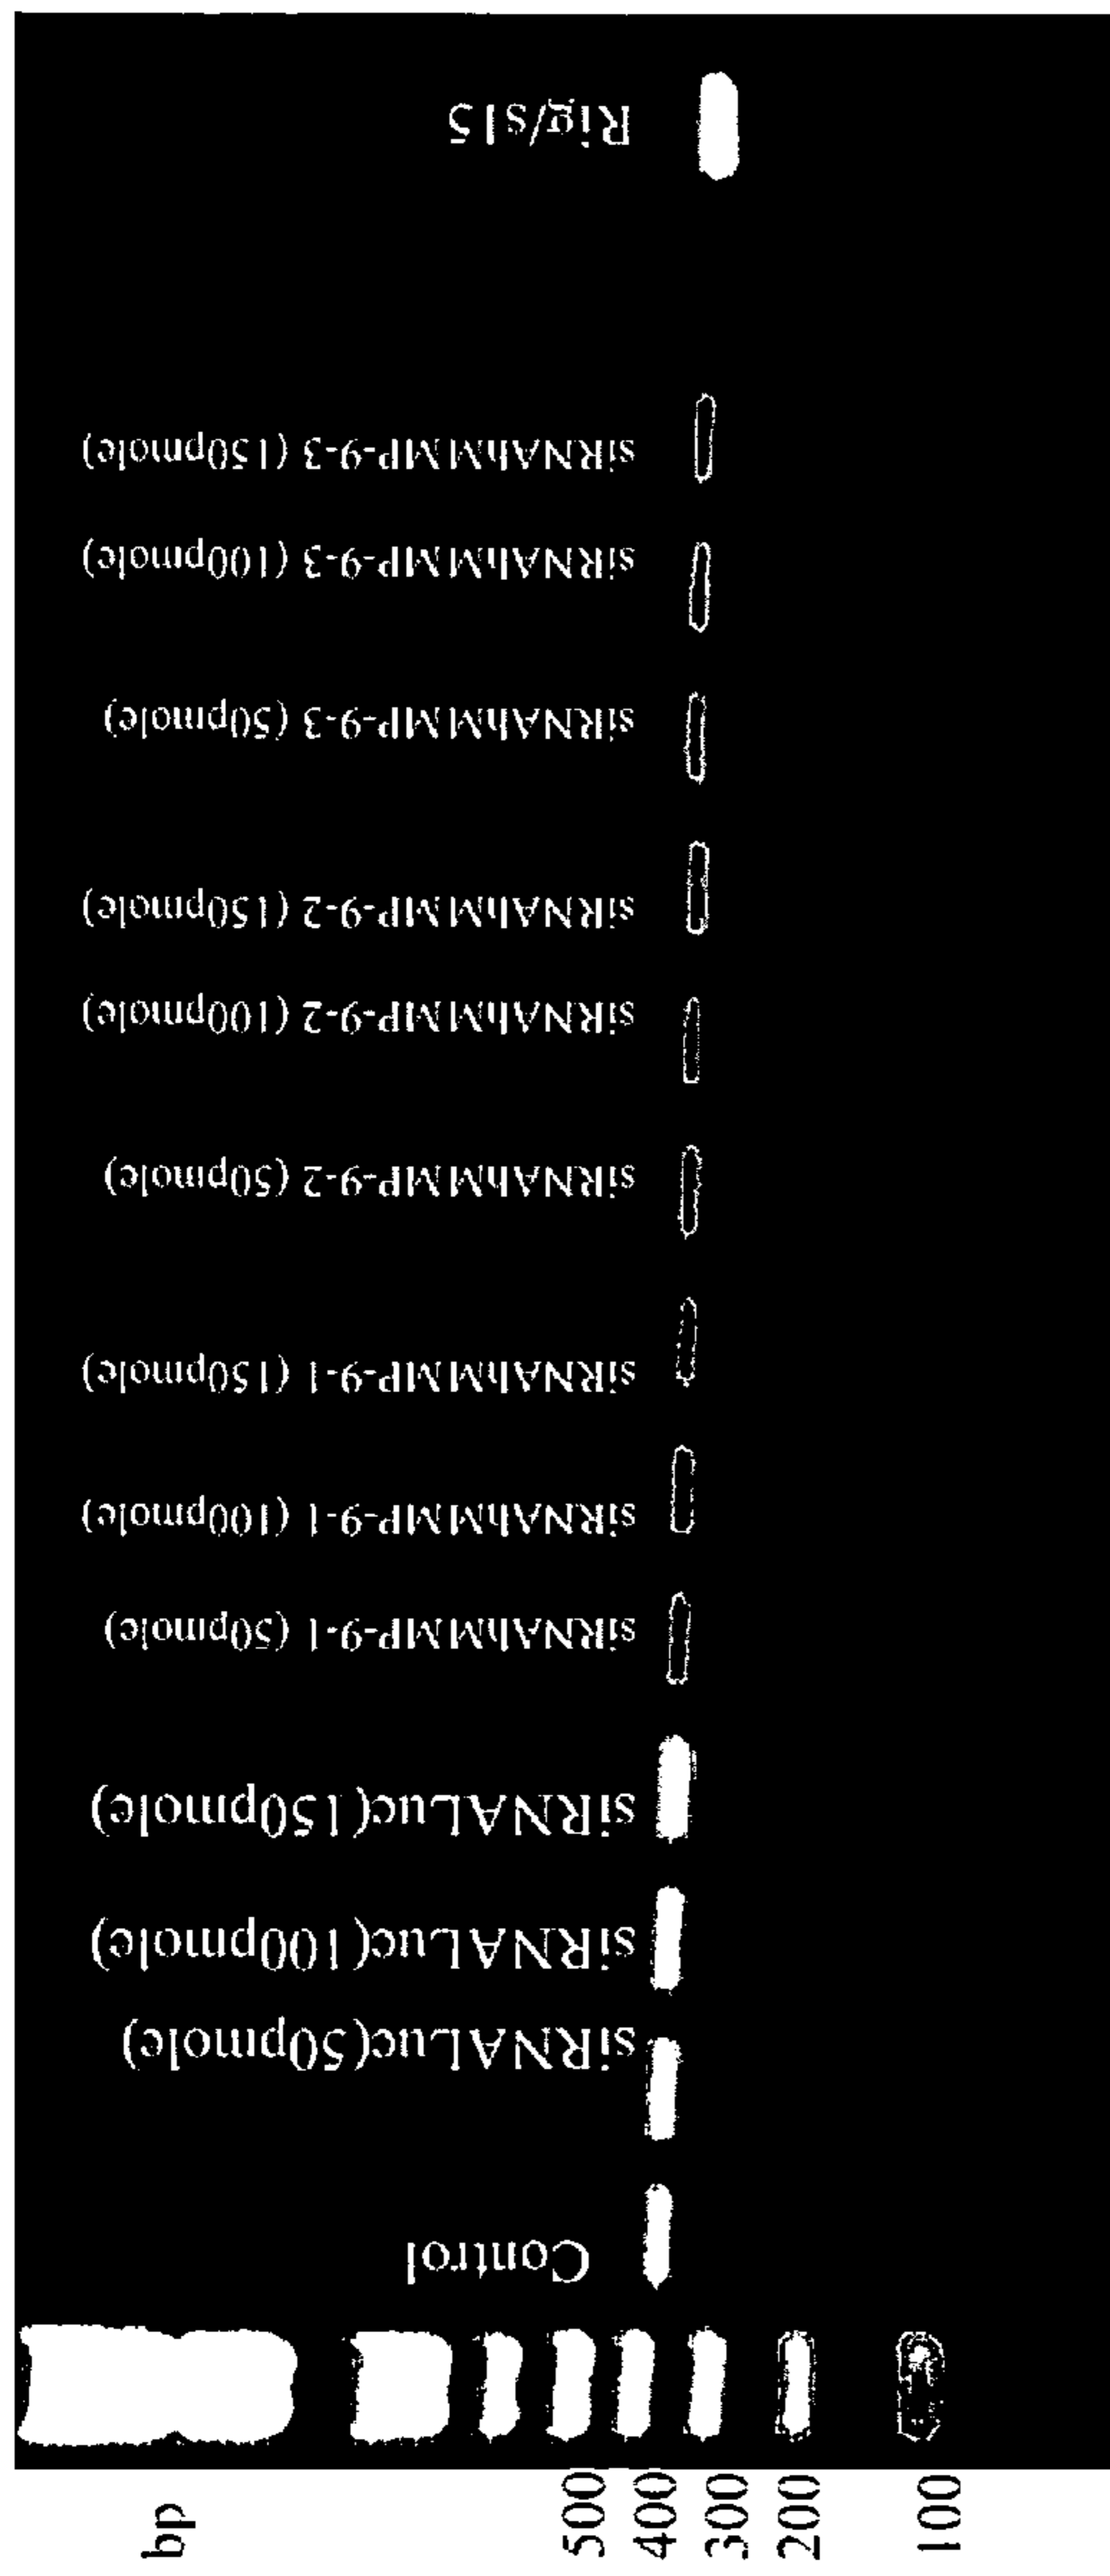 Rig/s15
siRNAhMMP-9-3 (150pmole)
siRNAhMMP-9-3 (100pmole)
siRNAhMMP-9-3 (50pmole)
siRNAhMMP-9-2 (150pmole)
siRNAhMMP-9-2 (100pmole)
siRNAhMMP-9-2 (50pmole)
siRNAhMMP-9-1 (150pmole)
siRNAhMMP-9-1 (100pmole)
siRNAhMMP-9-1 (50pmole)
siRNALuc(150pmole)
siRNALuc(100pmole)
siRNALuc(50pmole)
Control
bp
500
400
300
200
100